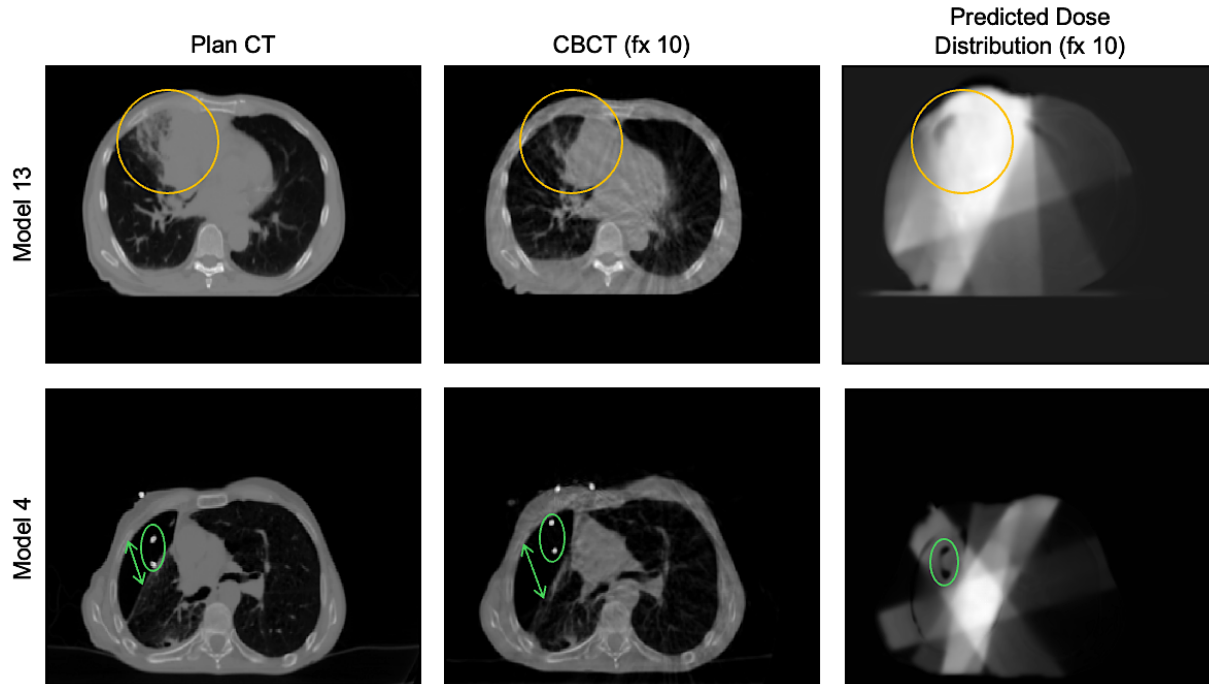 Plan CT
CBCT (fx 10)
Predicted Dose
Distribution (fx 10)
Model 13
Model 4